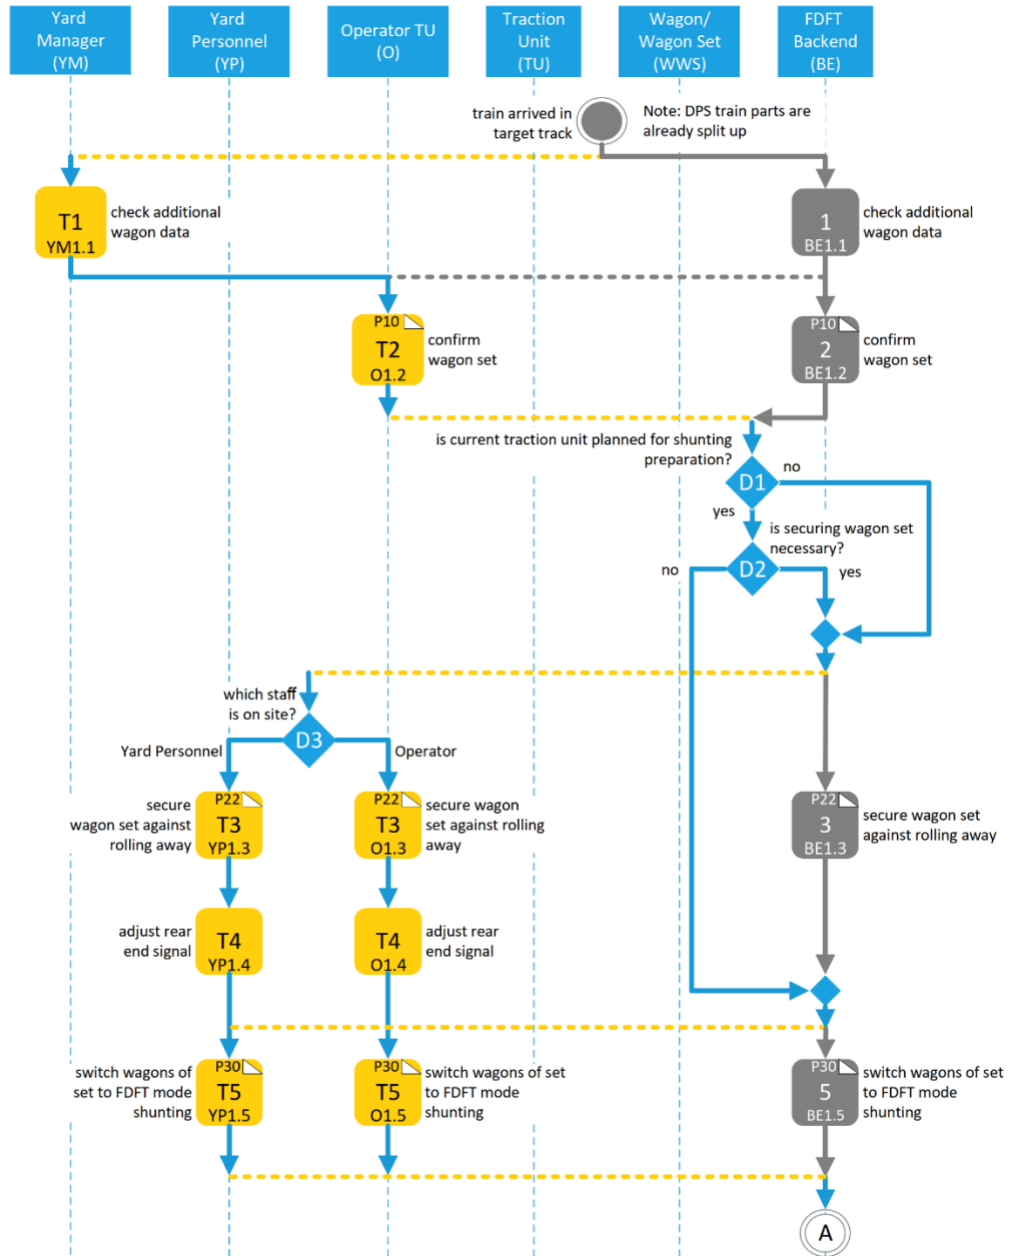 Yard
Manager
(YM)
Yard
Personnel
(YP)
Operator TU
(O)
Traction
Unit
(TU)
Wagon/
Wagon Set
(WWS)
FDFT
Backend
(BE)
train arrived in
target track
Note: DPS train parts are
already split up
T1
YM1.1
check additional
wagon data
1
BE1.1
check additional
wagon data
P10
T2
O1.2
confirm
wagon set
P10
2
BE1.2
confirm
wagon set
is current traction unit planned for shunting
preparation?
D1
no
yes
is securing wagon set
necessary?
D2
no
yes
which staff
is on site?
D3
Yard Personnel
Operator
secure
wagon set against
rolling away
P22
T3
YP1.3
P22
T3
O1.3
secure wagon
set against rolling
away
P22
3
BE1.3
secure wagon set
against rolling away
adjust rear
end signal
T4
YP1.4
T4
O1.4
adjust rear
end signal
switch wagons of
set to FDFT mode
shunting
P30
T5
YP1.5
P30
T5
O1.5
switch wagons of set
to FDFT mode
shunting
P30
5
BE1.5
switch wagons of set
to FDFT mode
shunting
A